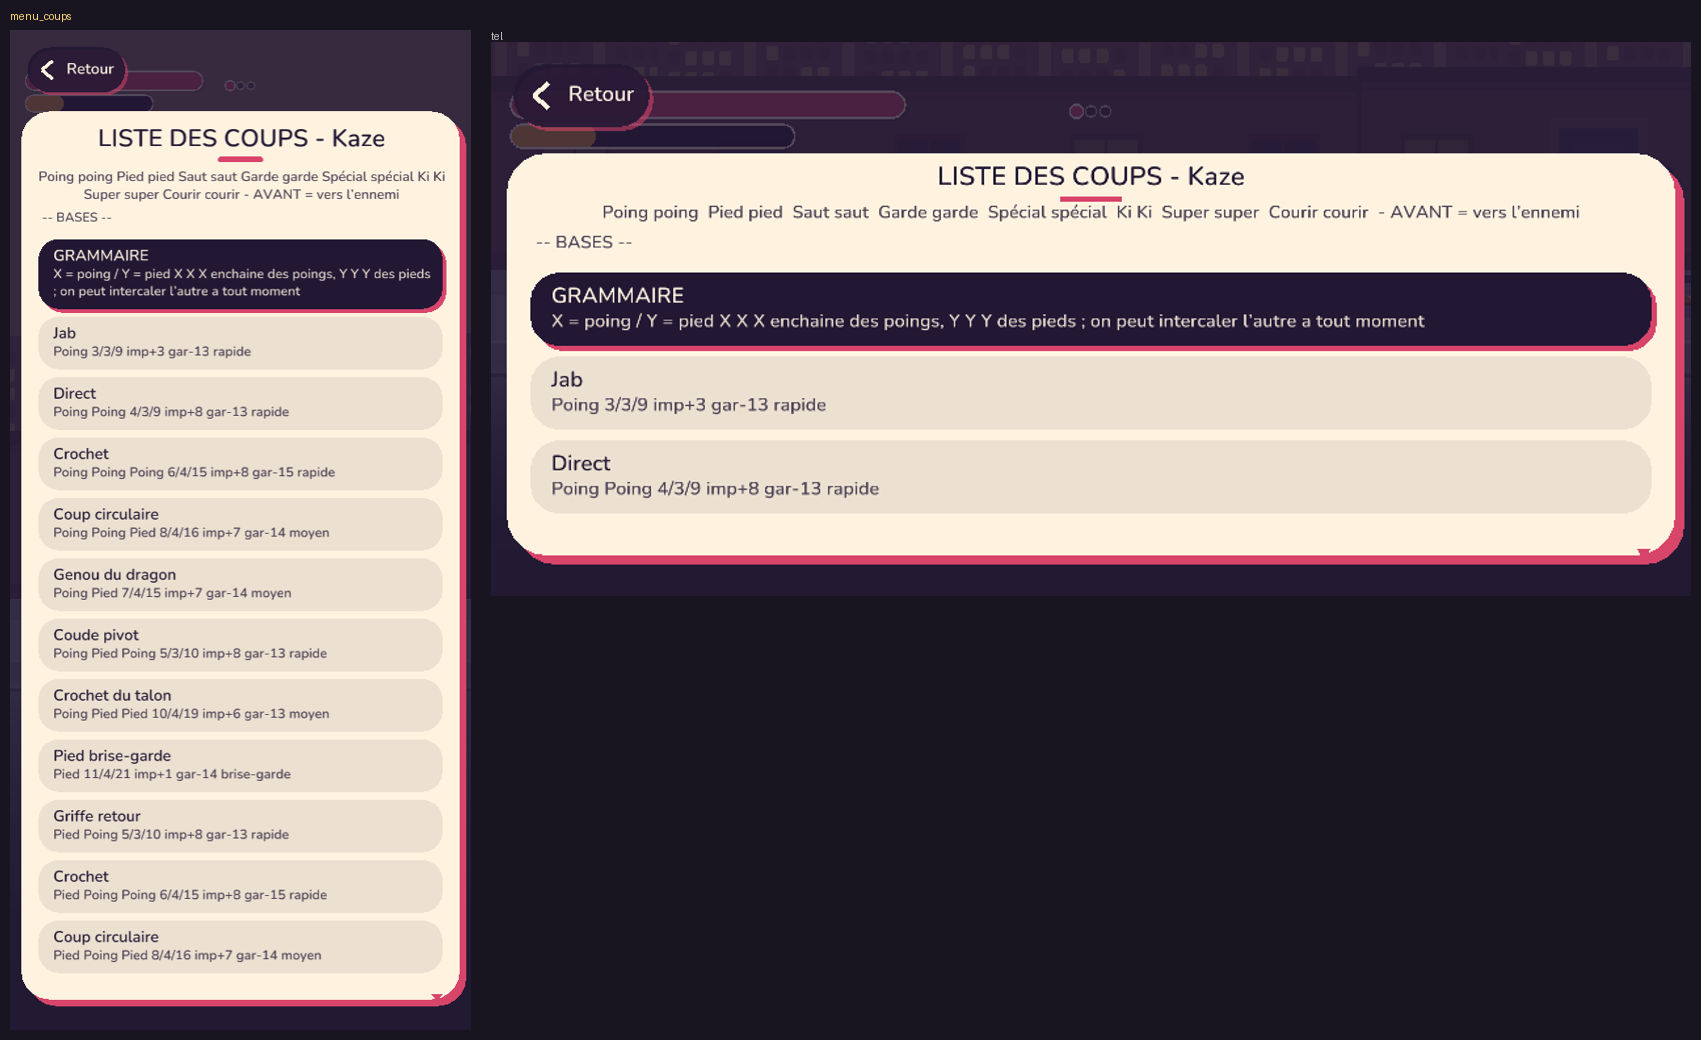 menu_coups
Retour
LISTE DES COUPS - Kaze
Poing poing Pied pied Saut saut Garde garde Spécial spécial Ki Ki
Super super Courir courir - AVANT = vers l'ennemi
-- BASES --
GRAMMAIRE
X = poing / Y = pied X X X enchaine des poings, Y Y Y des pieds
; on peut intercaler l'autre a tout moment
Jab
Poing 3/3/9 imp+3 gar-13 rapide
Direct
Poing Poing 4/3/9 imp+8 gar-13 rapide
Crochet
Poing Poing Poing 6/4/15 imp+8 gar-15 rapide
Coup circulaire
Poing Poing Pied 8/4/16 imp+7 gar-14 moyen
Genou du dragon
Poing Pied 7/4/15 imp+7 gar-14 moyen
Coude pivot
Poing Pied Poing 5/3/10 imp+8 gar-13 rapide
Crochet du talon
Poing Pied Pied 10/4/19 imp+6 gar-13 moyen
Pied brise-garde
Pied 11/4/21 imp+1 gar-14 brise-garde
Griffe retour
Pied Poing 5/3/10 imp+8 gar-13 rapide
Crochet
Pied Poing Poing 6/4/15 imp+8 gar-15 rapide
Coup circulaire
Pied Poing Pied 8/4/16 imp+7 gar-14 moyen
tel
Retour
LISTE DES COUPS - Kaze
Poing poing Pied pied Saut saut Garde garde Spécial spécial Ki Ki Super super Courir courir - AVANT = vers l'ennemi
-- BASES --
GRAMMAIRE
X = poing / Y = pied X X X enchaine des poings, Y Y Y des pieds ; on peut intercaler l'autre a tout moment
Jab
Poing 3/3/9 imp+3 gar-13 rapide
Direct
Poing Poing 4/3/9 imp+8 gar-13 rapide